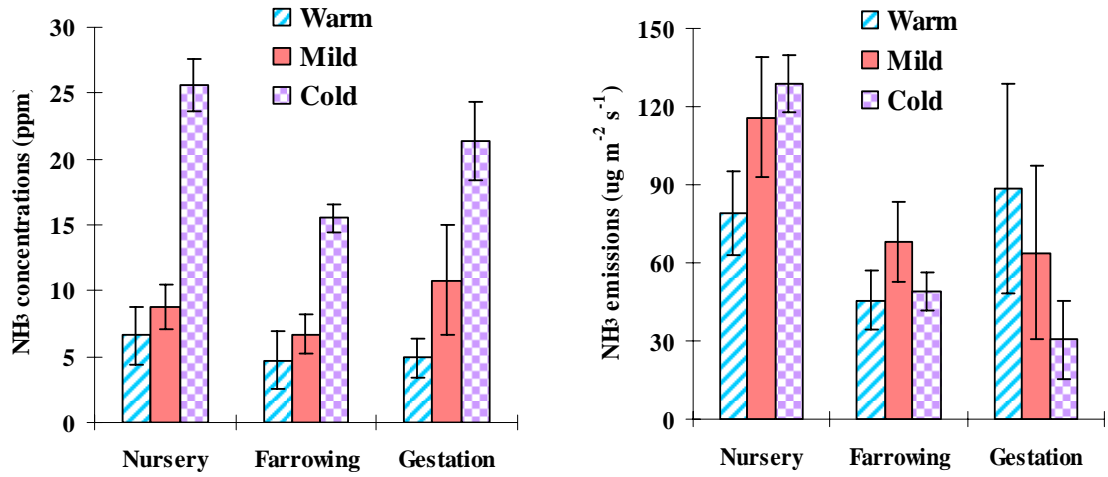 NH3 concentrations (ppm)
30
25
20
15
10
5
0
Warm
Mild
Cold
Nursery Farrowing Gestation
NH3 emissions (ug m-2 s-1)
150
120
90
60
30
0
Warm
Mild
Cold
Nursery Farrowing Gestation